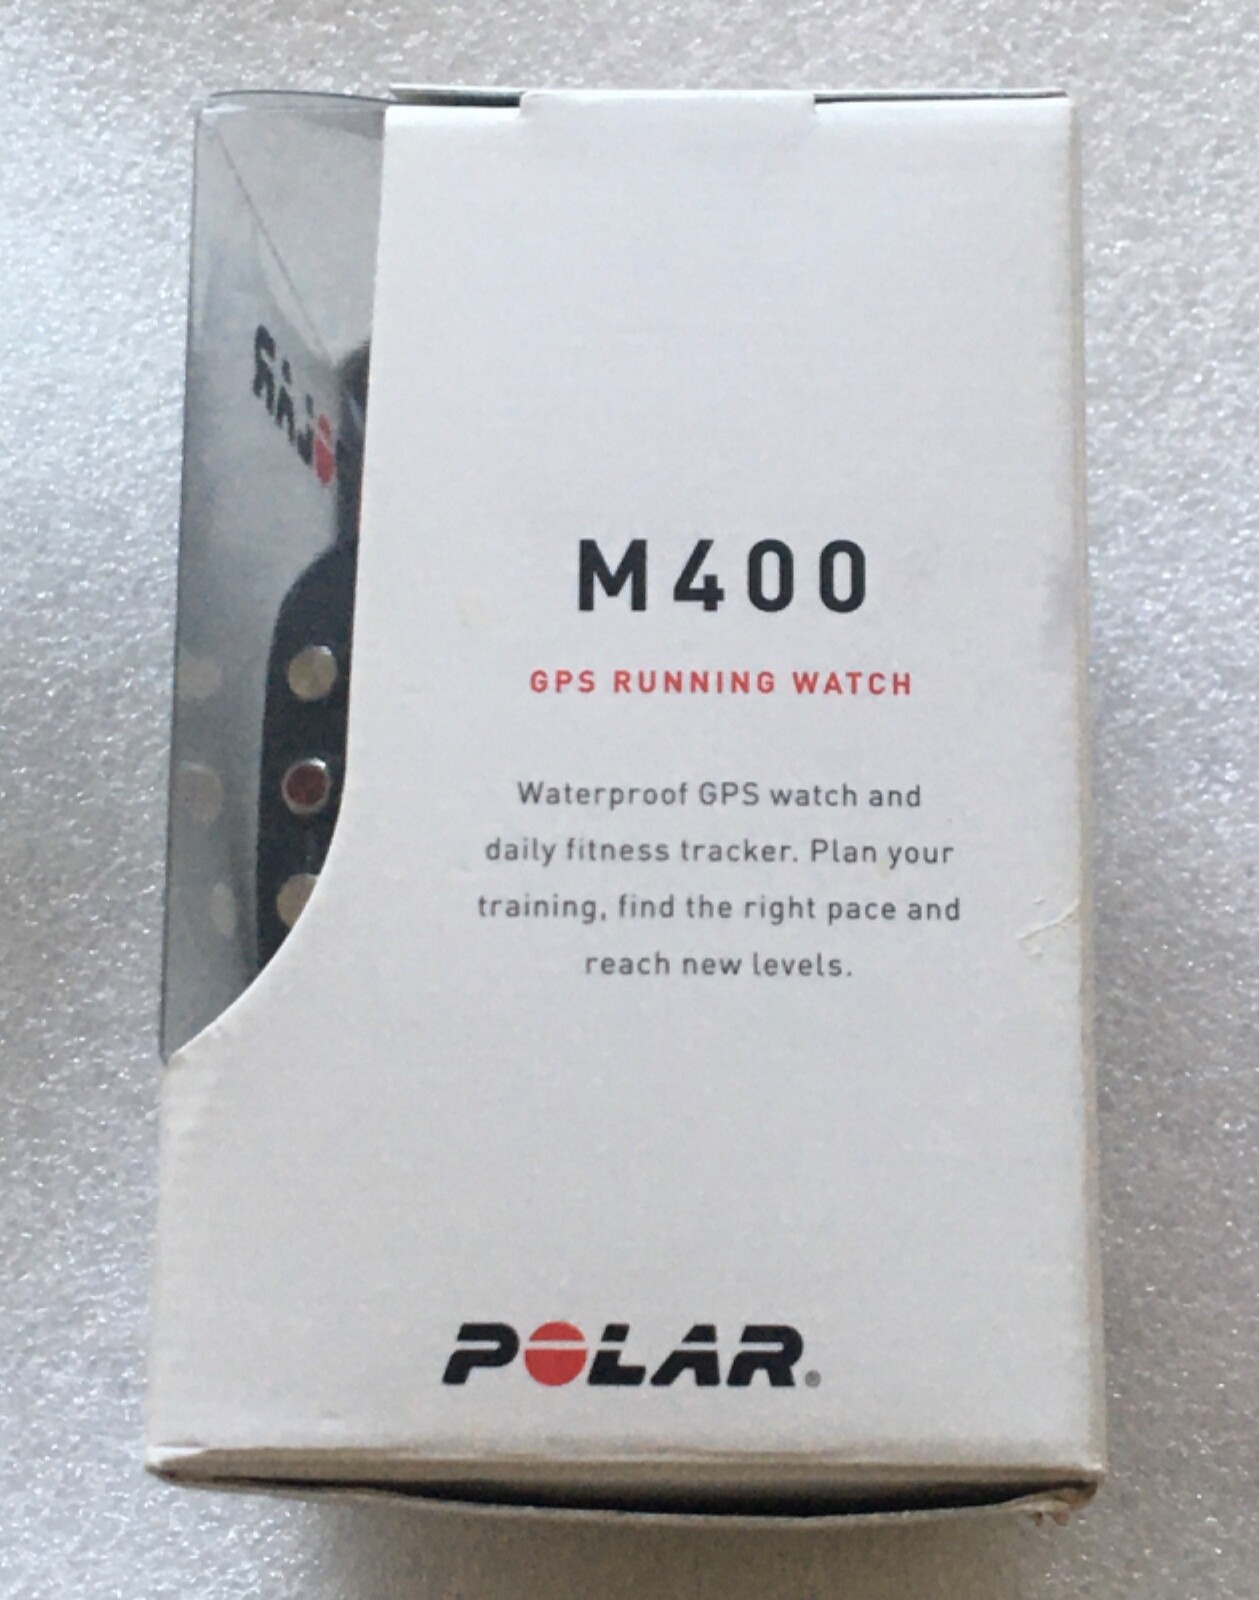 M400
GPS RUNNING WATCH
Waterproof GPS watch and
daily fitness tracker. Plan your
training, find the right pace and
reach new levels.
POLAR®